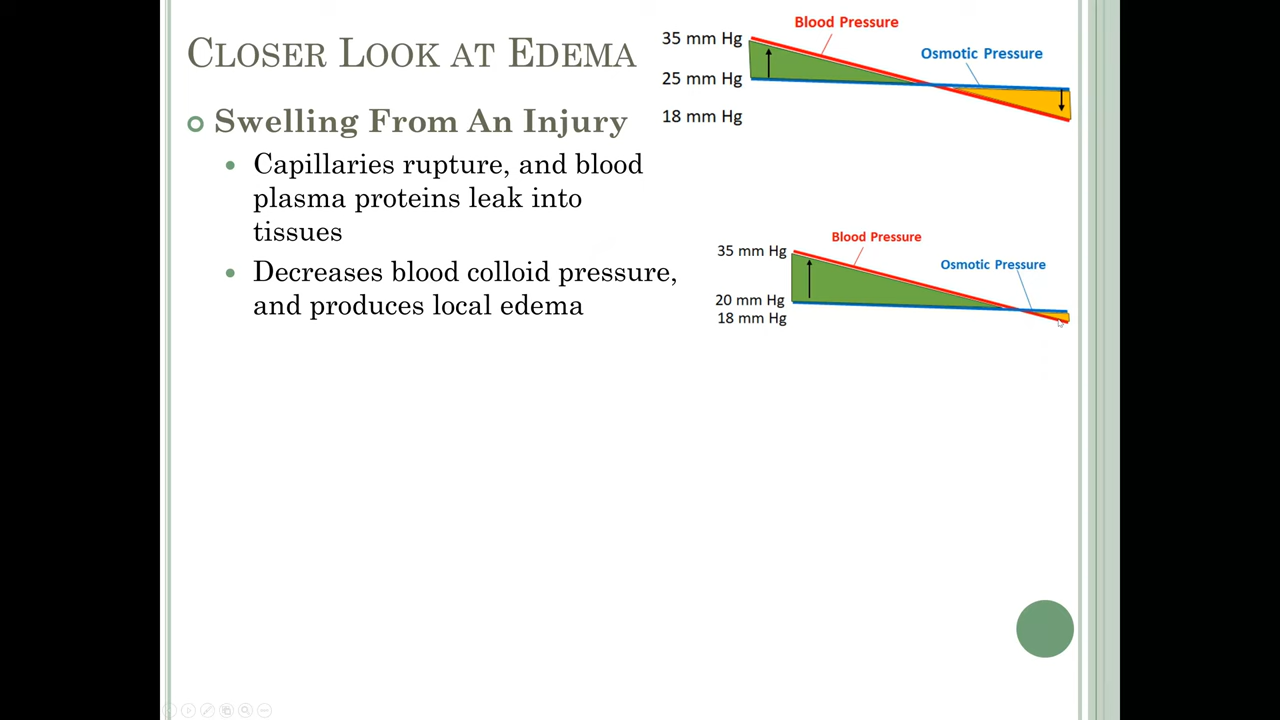 CLOSER LOOK AT EDEMA
Swelling From An Injury
Capillaries rupture, and blood
plasma proteins leak into
tissues
Decreases blood colloid pressure,
and produces local edema
Blood Pressure
35 mm Hg
Osmotic Pressure
25 mm Hg
18 mm Hg
Blood Pressure
35 mm Hg
Osmotic Pressure
20 mm Hg
18 mm Hg